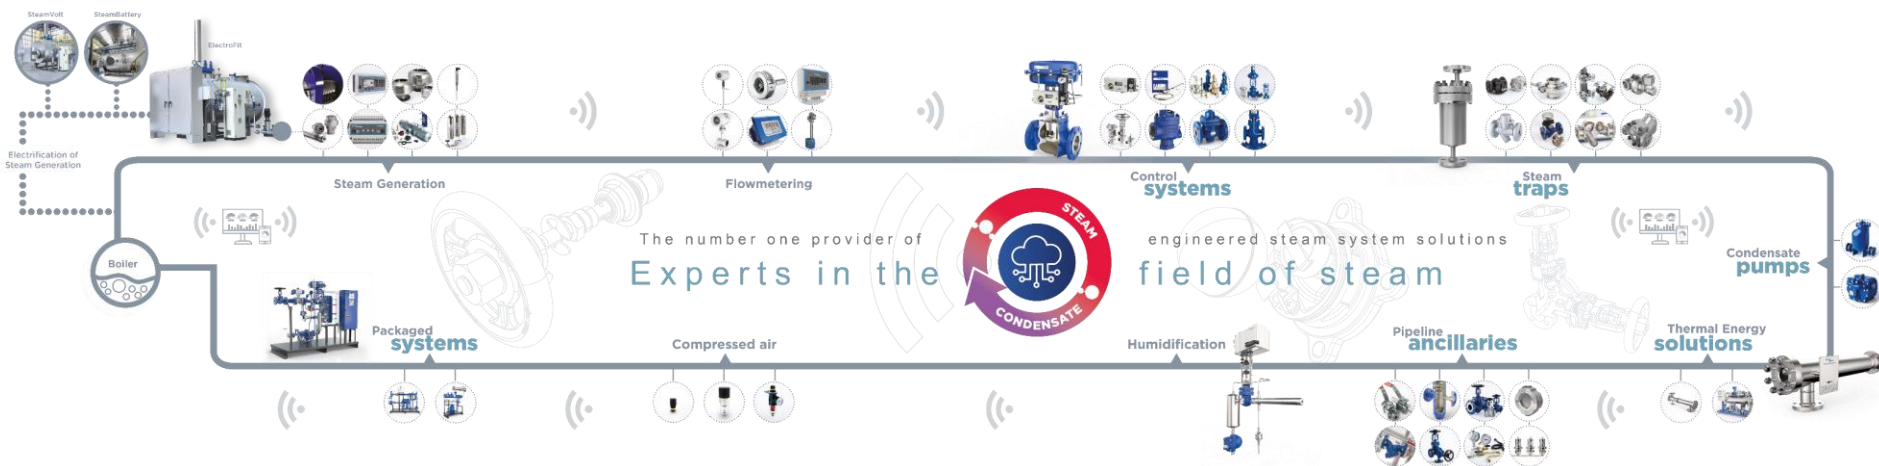 SteamVolt
SteamBattery
ElectroFit
Electrification of
Steam Generation
Steam Generation
Flowmetering
Control
systems
Steam
traps
Boiler
The number one provider of
engineered steam system solutions
Experts in the
field of steam
STEAM
CONDENSATE
Condensate
pumps
Packaged
systems
Compressed air
Humidification
Pipeline
ancillaries
Thermal Energy
solutions